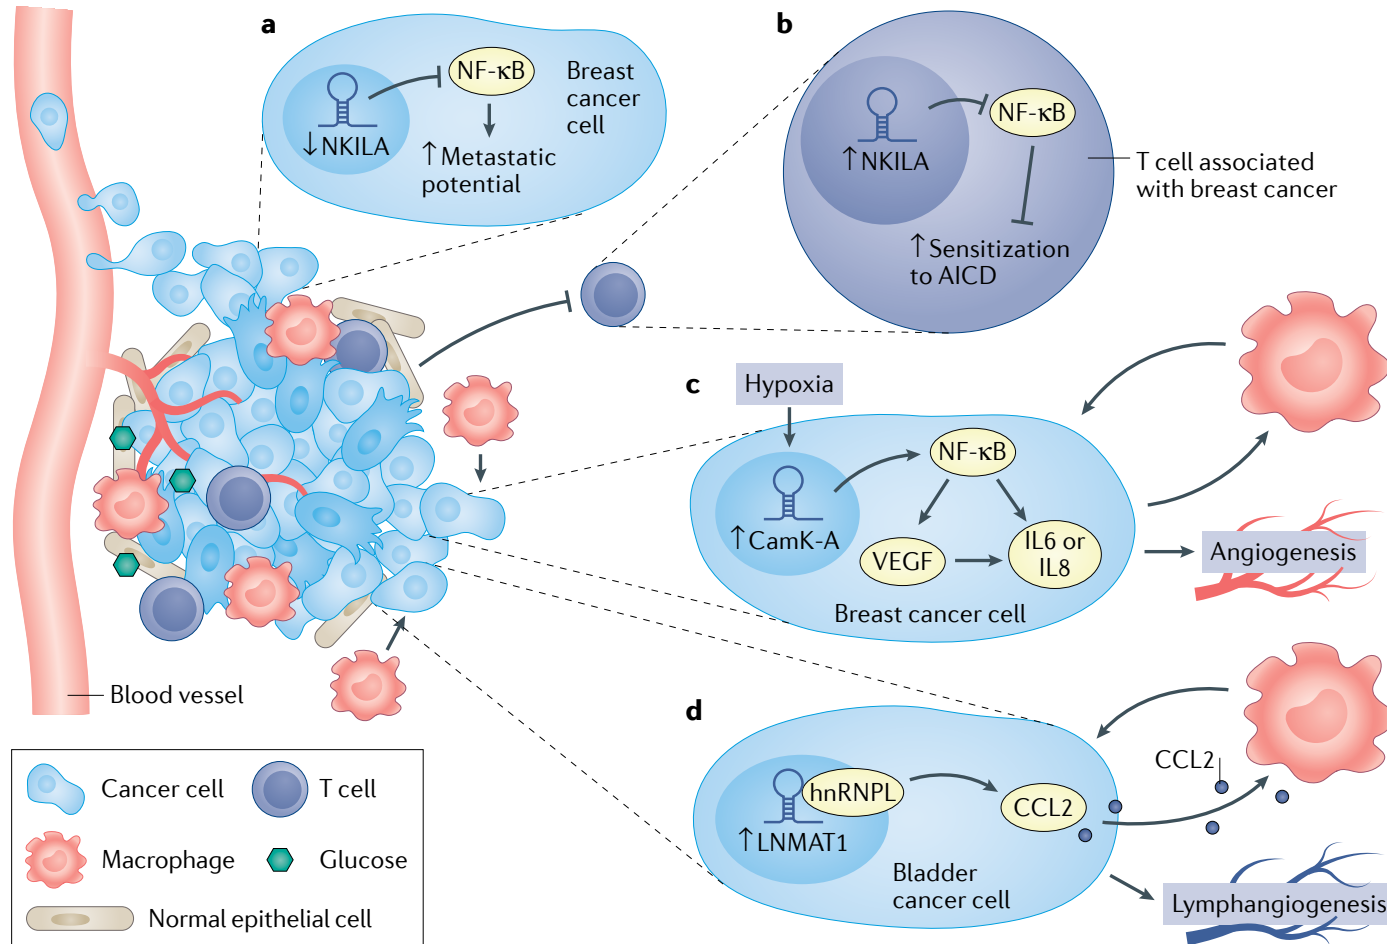 a
NF-κB
↓NKILA
Breast
cancer
cell
↑Metastatic
potential
b
NF-κB
↑NKILA
↑Sensitization
to AICD
T cell associated
with breast cancer
c
Hypoxia
NF-κB
↑CamK-A
VEGF
IL6 or
IL8
Breast cancer cell
Angiogenesis
Blood vessel
d
hnRNPL
↑LNMAT1
CCL2
CCL2
Bladder
cancer cell
Lymphangiogenesis
Cancer cell
T cell
Macrophage
Glucose
Normal epithelial cell